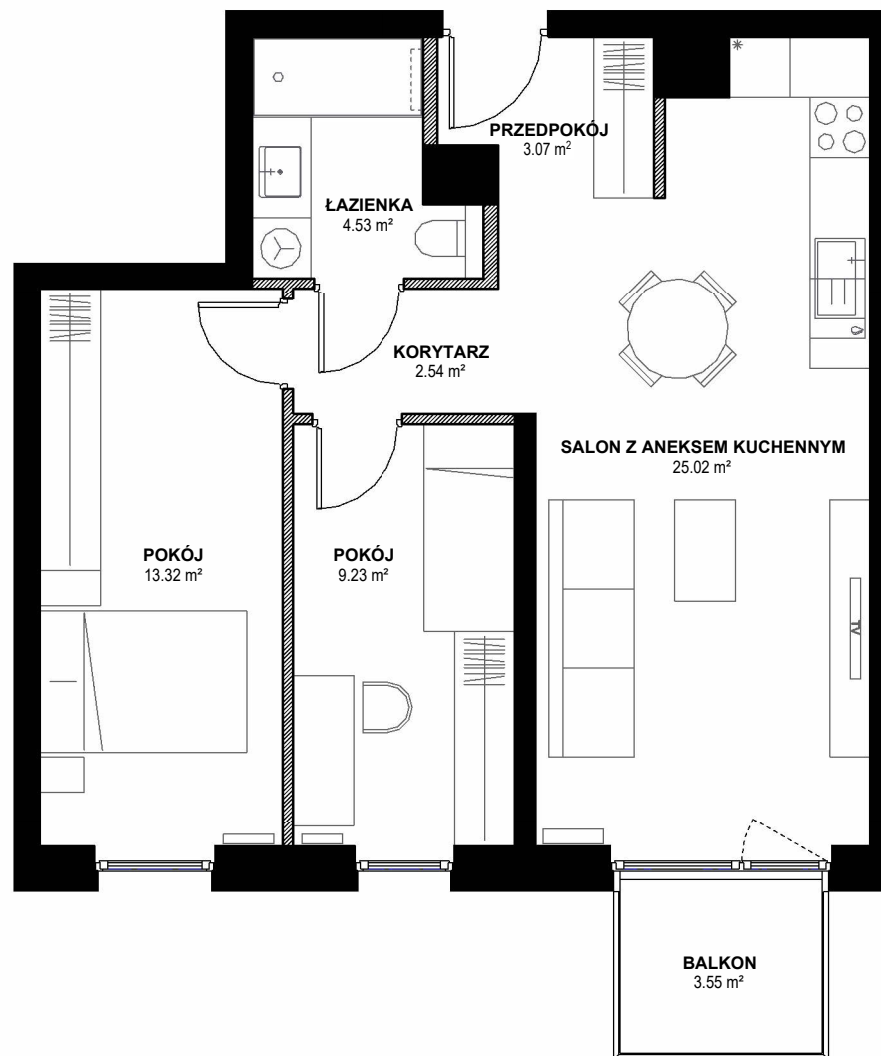 PRZEDPOKÓJ
3.07 m²
ŁAZIENKA
4.53 m²
KORYTARZ
2.54 m²
SALON Z ANEKSEM KUCHENNYM
25.02 m²
POKÓJ
13.32 m²
POKÓJ
9.23 m²
TV
BALKON
3.55 m²